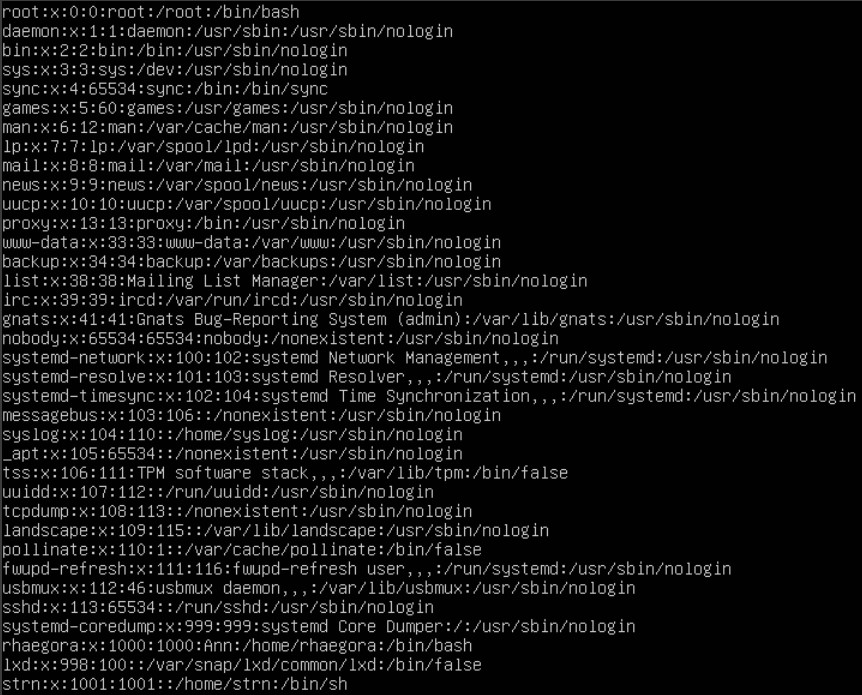 root:x:0:0:root:/root:/bin/bash
daemon:x:1:1:daemon:/usr/sbin:/usr/sbin/nologin
bin:x:2:2:bin:/bin:/usr/sbin/nologin
sys:x:3:3:sys:/dev:/usr/sbin/nologin
sync:x:4:65534:sync:/bin:/bin/sync
games:x:5:60:games:/usr/games:/usr/sbin/nologin
man:x:6:12:man:/var/cache/man:/usr/sbin/nologin
lp:x:7:7:lp:/var/spool/lpd:/usr/sbin/nologin
mail:x:8:8:mail:/var/mail:/usr/sbin/nologin
news:x:9:9:news:/var/spool/news:/usr/sbin/nologin
uucp:x:10:10:uucp:/var/spool/uucp:/usr/sbin/nologin
proxy:x:13:13:proxy:/bin:/usr/sbin/nologin
www-data:x:33:33:www-data:/var/www:/usr/sbin/nologin
backup:x:34:34:backup:/var/backups:/usr/sbin/nologin
list:x:38:38:Mailing List Manager:/var/list:/usr/sbin/nologin
irc:x:39:39:ircd:/var/run/ircd:/usr/sbin/nologin
gnats:x:41:41:Gnats Bug-Reporting System (admin):/var/lib/gnats:/usr/sbin/nologin
nobody:x:65534:65534:nobody:/nonexistent:/usr/sbin/nologin
systemd-network:x:100:102:systemd Network Management,,,:/run/systemd:/usr/sbin/nologin
systemd-resolve:x:101:103:systemd Resolver,,,:/run/systemd:/usr/sbin/nologin
systemd-timesync:x:102:104:systemd Time Synchronization,,,:/run/systemd:/usr/sbin/nologin
messagebus:x:103:106::/nonexistent:/usr/sbin/nologin
syslog:x:104:110::/home/syslog:/usr/sbin/nologin
_apt:x:105:65534::/nonexistent:/usr/sbin/nologin
tss:x:106:111:TPM software stack,,,:/var/lib/tpm:/bin/false
uuidd:x:107:112::/run/uuidd:/usr/sbin/nologin
tcpdump:x:108:113::/nonexistent:/usr/sbin/nologin
landscape:x:109:115::/var/lib/landscape:/usr/sbin/nologin
pollinate:x:110:1::/var/cache/pollinate:/bin/false
fwupd-refresh:x:111:116:fwupd-refresh user,,,:/run/systemd:/usr/sbin/nologin
usbmux:x:112:46:usbmux daemon,,,:/var/lib/usbmux:/usr/sbin/nologin
sshd:x:113:65534::/run/sshd:/usr/sbin/nologin
systemd-coredump:x:999:999:systemd Core Dumper:/:/usr/sbin/nologin
rhaegora:x:1000:1000:Ann:/home/rhaegora:/bin/bash
lxd:x:998:100::/var/snap/lxd/common/lxd:/bin/false
strn:x:1001:1001::/home/strn:/bin/sh